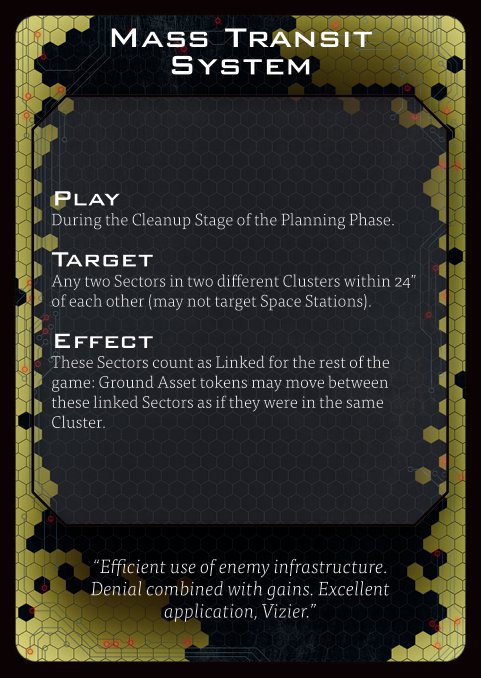 Mass Transit
System
Play
During the Cleanup Stage of the Planning Phase.
Target
Any two Sectors in two different Clusters within 24”
of each other (may not target Space Stations).
Effect
These Sectors count as Linked for the rest of the
game: Ground Asset tokens may move between
these linked Sectors as if they were in the same
Cluster.
“Efficient use of enemy infrastructure.
Denial combined with gains. Excellent
application, Vizier.”